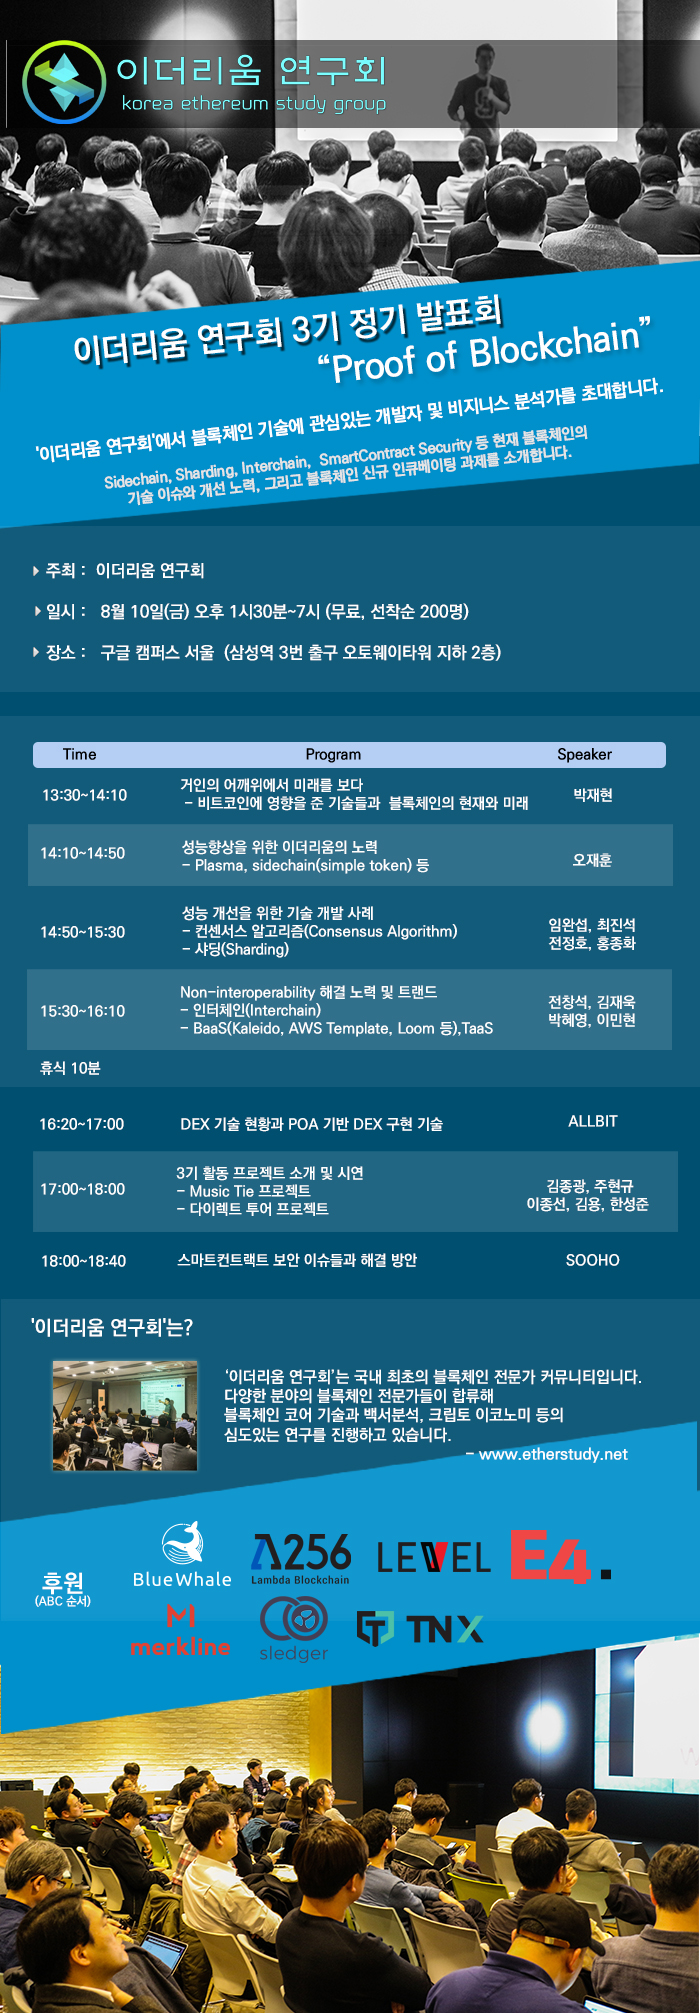 이더리움 연구회
korea ethereum study group
이더리움 연구회 3기 정기 발표회
“Proof of Blockchain”
'이더리움 연구회'에서 블록체인 기술에 관심있는 개발자 및 비지니스 분석가를 초대합니다.
Sidechain, Sharding, Interchain, SmartContract Security 등 현재 블록체인의
기술 이슈와 개선 노력, 그리고 블록체인 신규 인큐베이팅 과제를 소개합니다.
주최 : 이더리움 연구회
일시 : 8월 10일(금) 오후 1시30분~7시 (무료, 선착순 200명)
장소 : 구글 캠퍼스 서울 (삼성역 3번 출구 오토웨이타워 지하 2층)
Time Program Speaker
거인의 어깨위에서 미래를 보다
13:30~14:10 - 비트코인에 영향을 준 기술들과 블록체인의 현재와 미래 박재현
성능향상을 위한 이더리움의 노력
14:10~14:50 - Plasma, sidechain(simple token) 등 오재훈
성능 개선을 위한 기술 개발 사례 임완섭, 최진석
14:50~15:30 - 컨센서스 알고리즘(Consensus Algorithm) 전정호, 홍종화
- 샤딩(Sharding)
Non-interoperability 해결 노력 및 트랜드 전창석, 김재욱
15:30~16:10 - 인터체인(Interchain) 박혜영, 이민현
- BaaS(Kaleido, AWS Template, Loom 등),TaaS
휴식 10분
16:20~17:00 DEX 기술 현황과 POA 기반 DEX 구현 기술 ALLBIT
3기 활동 프로젝트 소개 및 시연 김종광, 주현규
17:00~18:00 - Music Tie 프로젝트 이종선, 김용, 한성준
- 다이렉트 투어 프로젝트
18:00~18:40 스마트컨트랙트 보안 이슈들과 해결 방안 SOOHO
'이더리움 연구회'는?
‘이더리움 연구회’는 국내 최초의 블록체인 전문가 커뮤니티입니다.
다양한 분야의 블록체인 전문가들이 합류해
블록체인 코어 기술과 백서분석, 크립토 이코노미 등의
심도있는 연구를 진행하고 있습니다.
- www.etherstudy.net
후원
(ABC 순서)
BlueWhale
A256
Lambda Blockchain
LEVEL
E4.
merkline
sledger
TNX